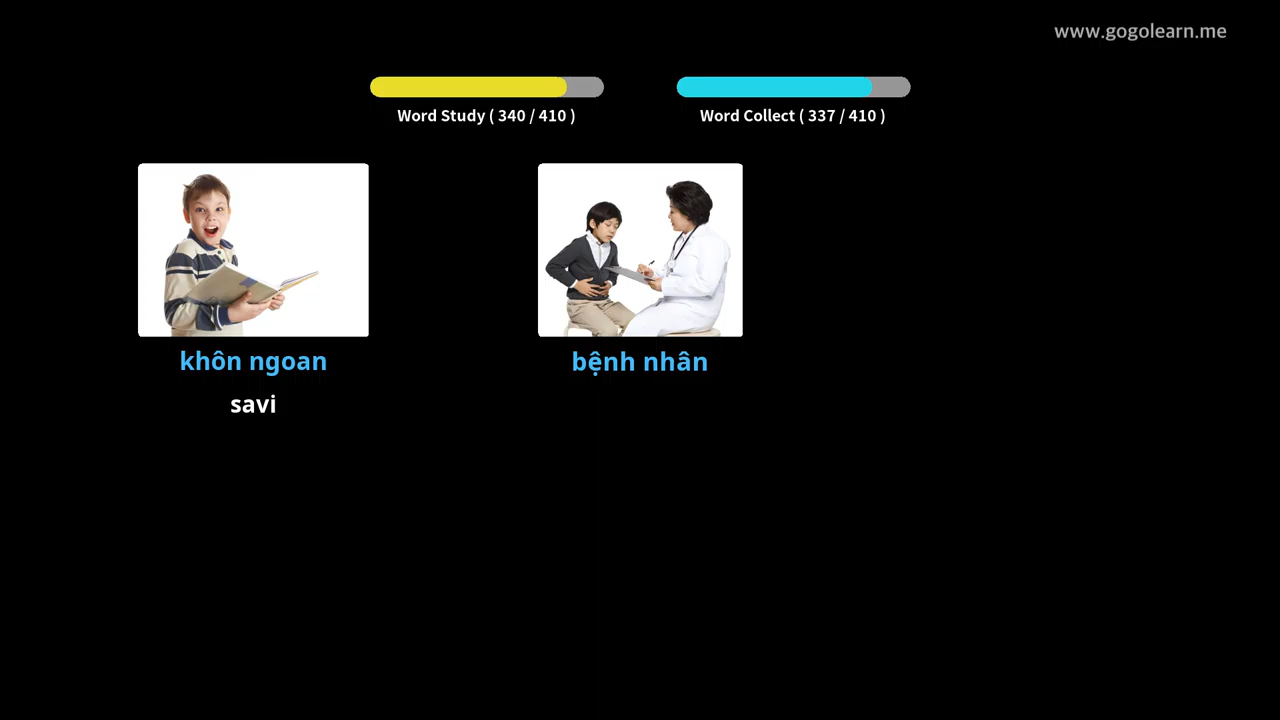 www.gogolearn.me
Word Study ( 340 / 410 )
Word Collect ( 337 / 410 )
khôn ngoan
bệnh nhân
savi